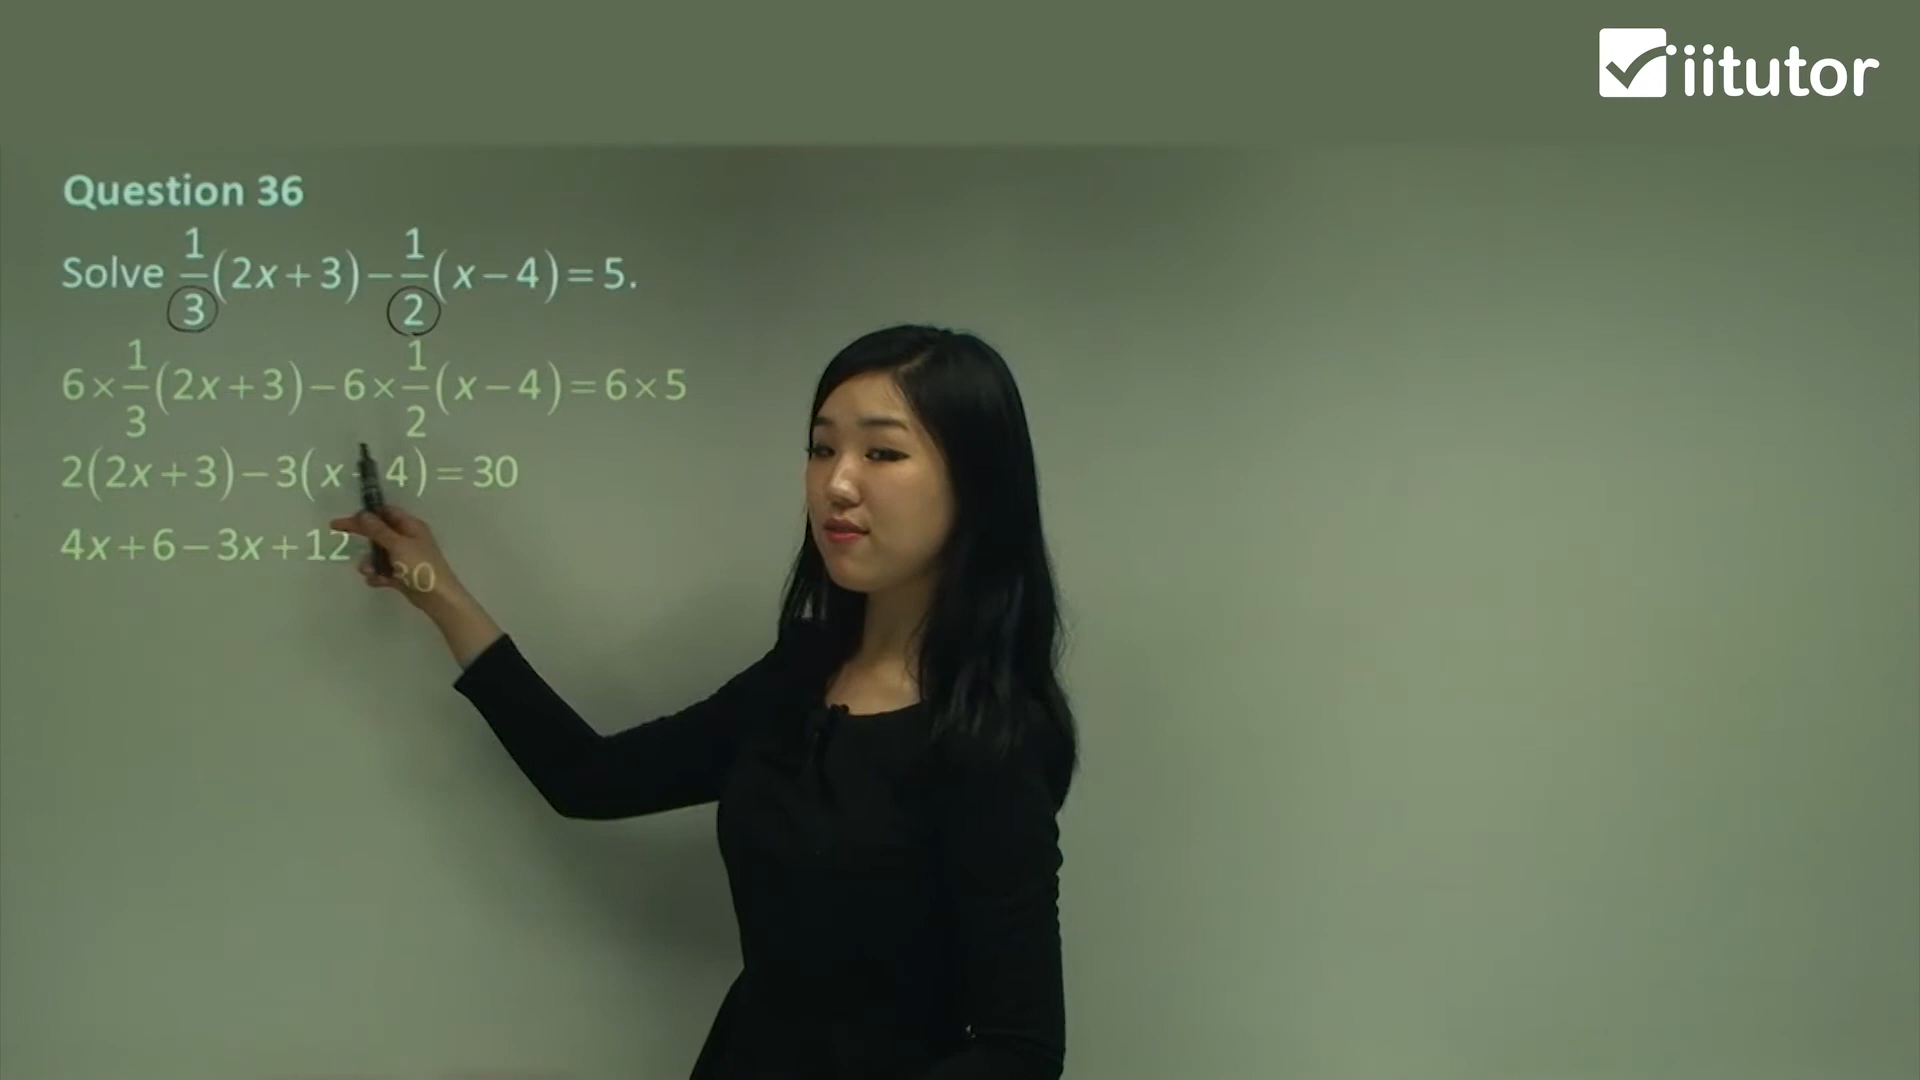 iitutor
Question 36
Solve 1/3(2x+3)−1/2(x−4)=5.
6×1/3(2x+3)−6×1/2(x−4)=6×5
2(2x+3)−3(x−4)=30
4x+6−3x+12 30